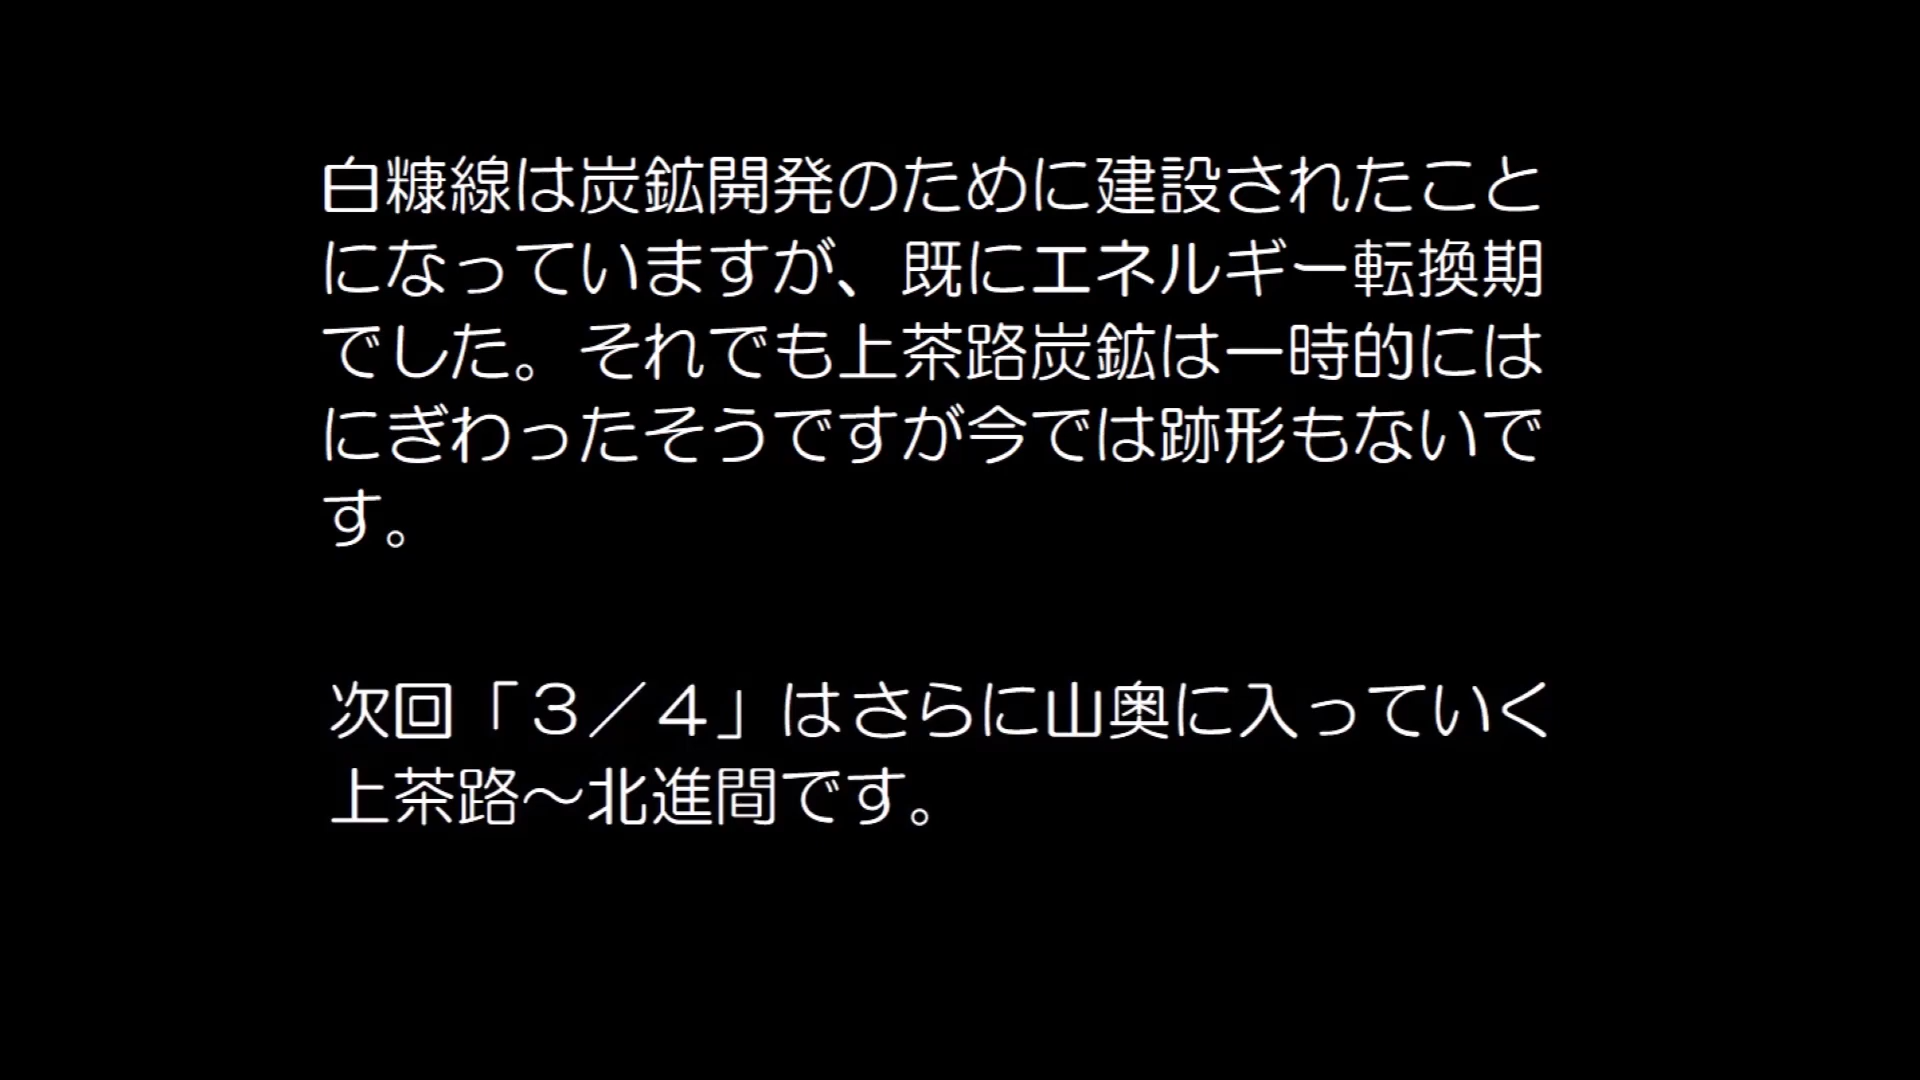 白糠線は炭鉱開発のために建設されたこと
になっていますが、既にエネルギー転換期
でした。それでも上茶路炭鉱は一時的には
にぎわったそうですが今では跡形もないで
す。
次回「３／４」はさらに山奥に入っていく
上茶路～北進間です。